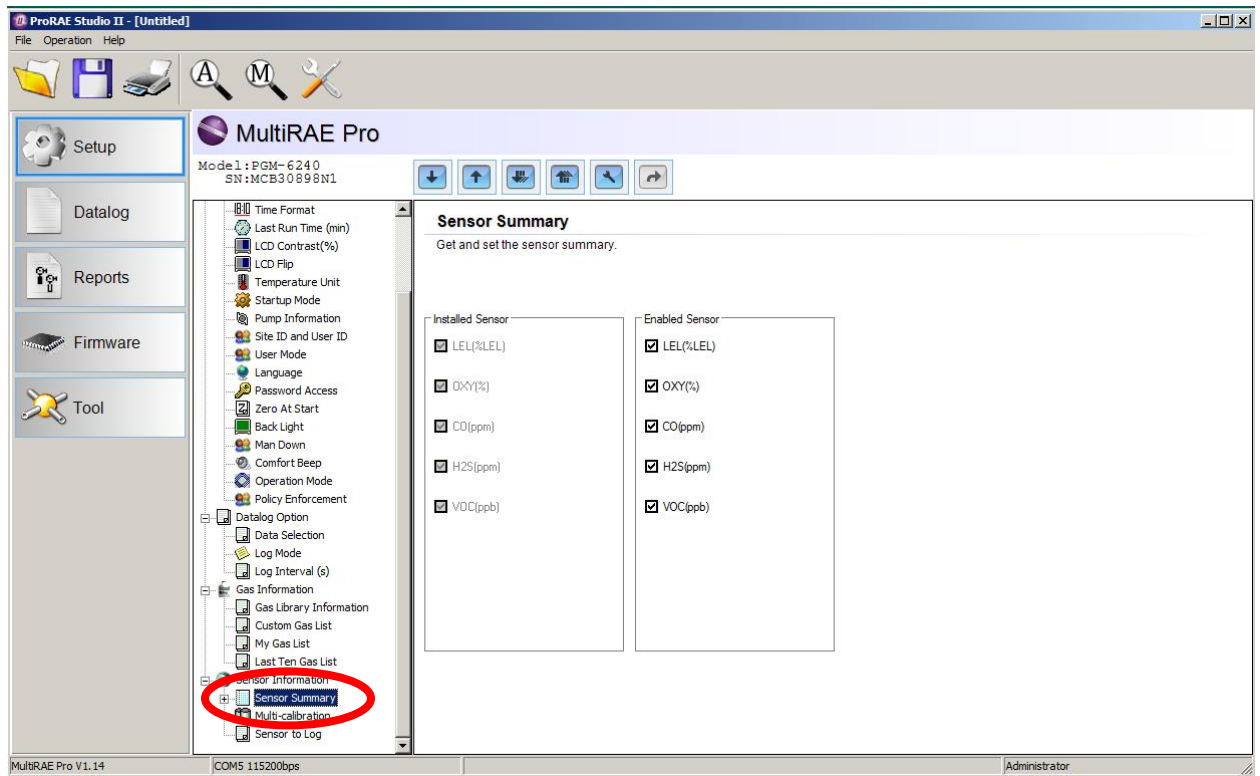 ProRAE Studio II - [Untitled]
File Operation Help
A M
Setup
Datalog
Reports
Firmware
Tool
MultiRAE Pro
Model:PGM-6240
SN:MCB30898N1
Time Format
Last Run Time (min)
LCD Contrast(%)
LCD Flip
Temperature Unit
Startup Mode
Pump Information
Site ID and User ID
User Mode
Language
Password Access
Zero At Start
Back Light
Man Down
Comfort Beep
Operation Mode
Policy Enforcement
Datalog Option
Data Selection
Log Mode
Log Interval (s)
Gas Information
Gas Library Information
Custom Gas List
My Gas List
Last Ten Gas List
Sensor Information
Sensor Summary
Multi-calibration
Sensor to Log
Sensor Summary
Get and set the sensor summary.
Installed Sensor
LEL(%LEL)
OXY(%)
CO(ppm)
H2S(ppm)
VOC(ppb)
Enabled Sensor
LEL(%LEL)
OXY(%)
CO(ppm)
H2S(ppm)
VOC(ppb)
MultiRAE Pro V1.14 COM5 115200bps Administrator